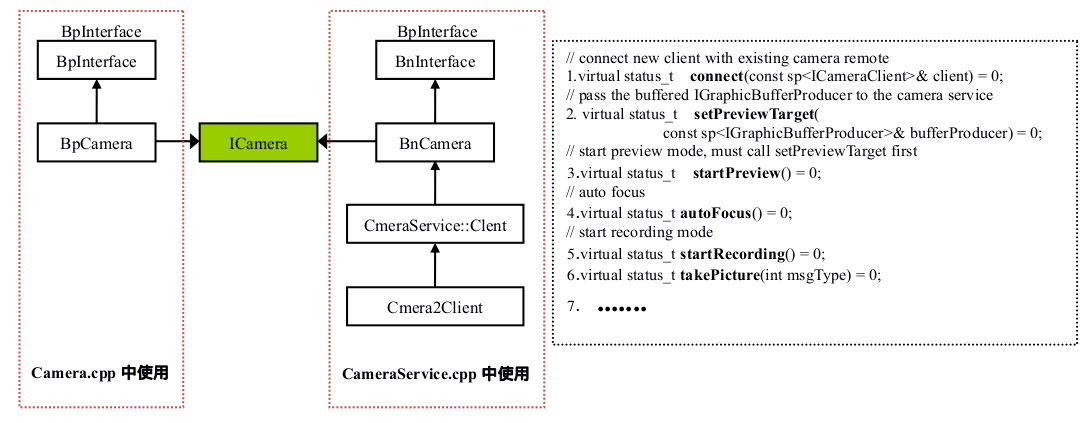 BpInterface
BpInterface
BpCamera
ICamera
BpInterface
BnInterface
BnCamera
CmeraService::Clent
Cmera2Client
Camera.cpp 中使用
CameraService.cpp 中使用
// connect new client with existing camera remote
1.virtual status_t connect(const sp<ICameraClient>& client) = 0;
// pass the buffered IGraphicBufferProducer to the camera service
2. virtual status_t setPreviewTarget(
const sp<IGraphicBufferProducer>& bufferProducer) = 0;
// start preview mode, must call setPreviewTarget first
3.virtual status_t startPreview() = 0;
// auto focus
4.virtual status_t autoFocus() = 0;
// start recording mode
5.virtual status_t startRecording() = 0;
6.virtual status_t takePicture(int msgType) = 0;
7. •••••••